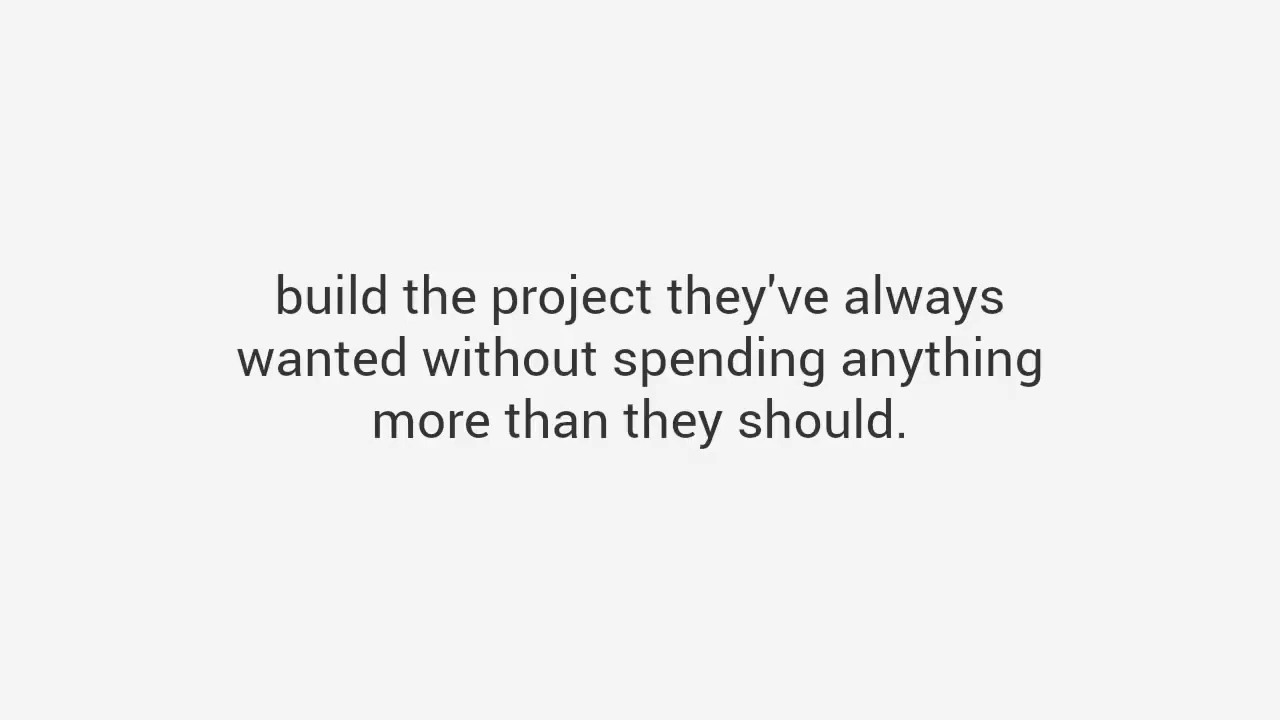 build the project they've always
wanted without spending anything
more than they should.